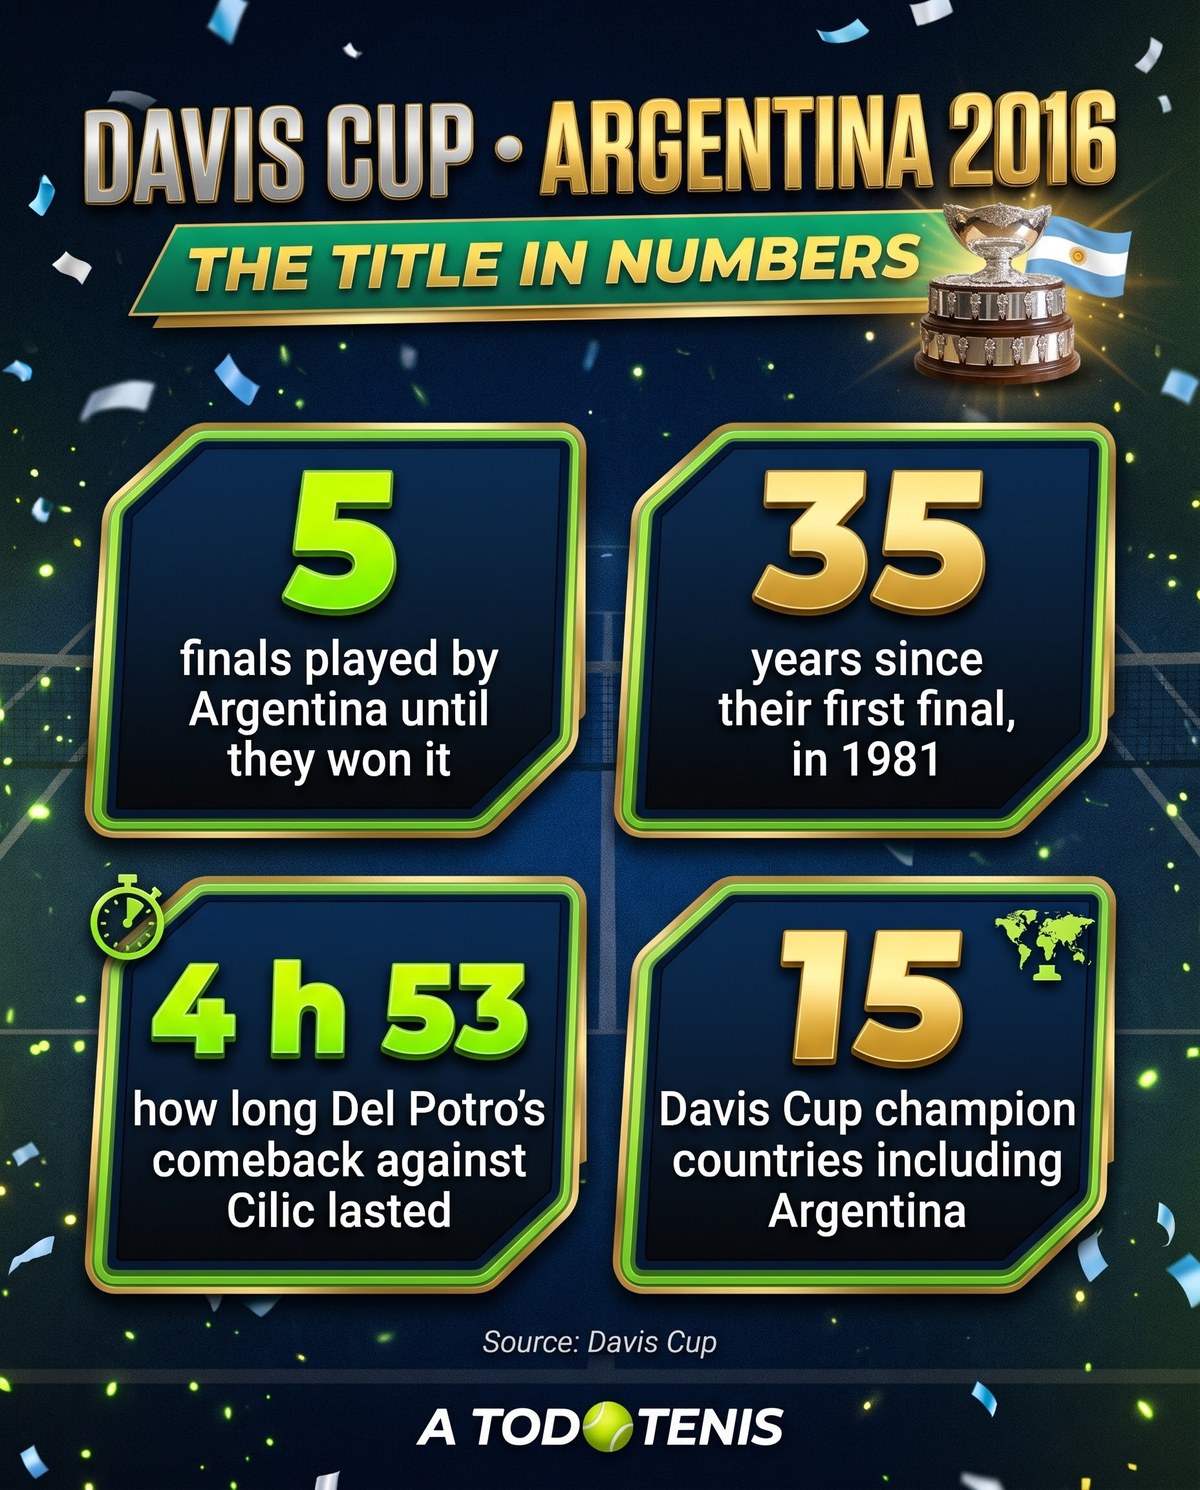 DAVIS CUP • ARGENTINA 2016
THE TITLE IN NUMBERS
5
finals played by
Argentina until
they won it
35
years since
their first final,
in 1981
4 h 53
how long Del Potro's
comeback against
Cilic lasted
15
Davis Cup champion
countries including
Argentina
Source: Davis Cup
A TODO TENIS